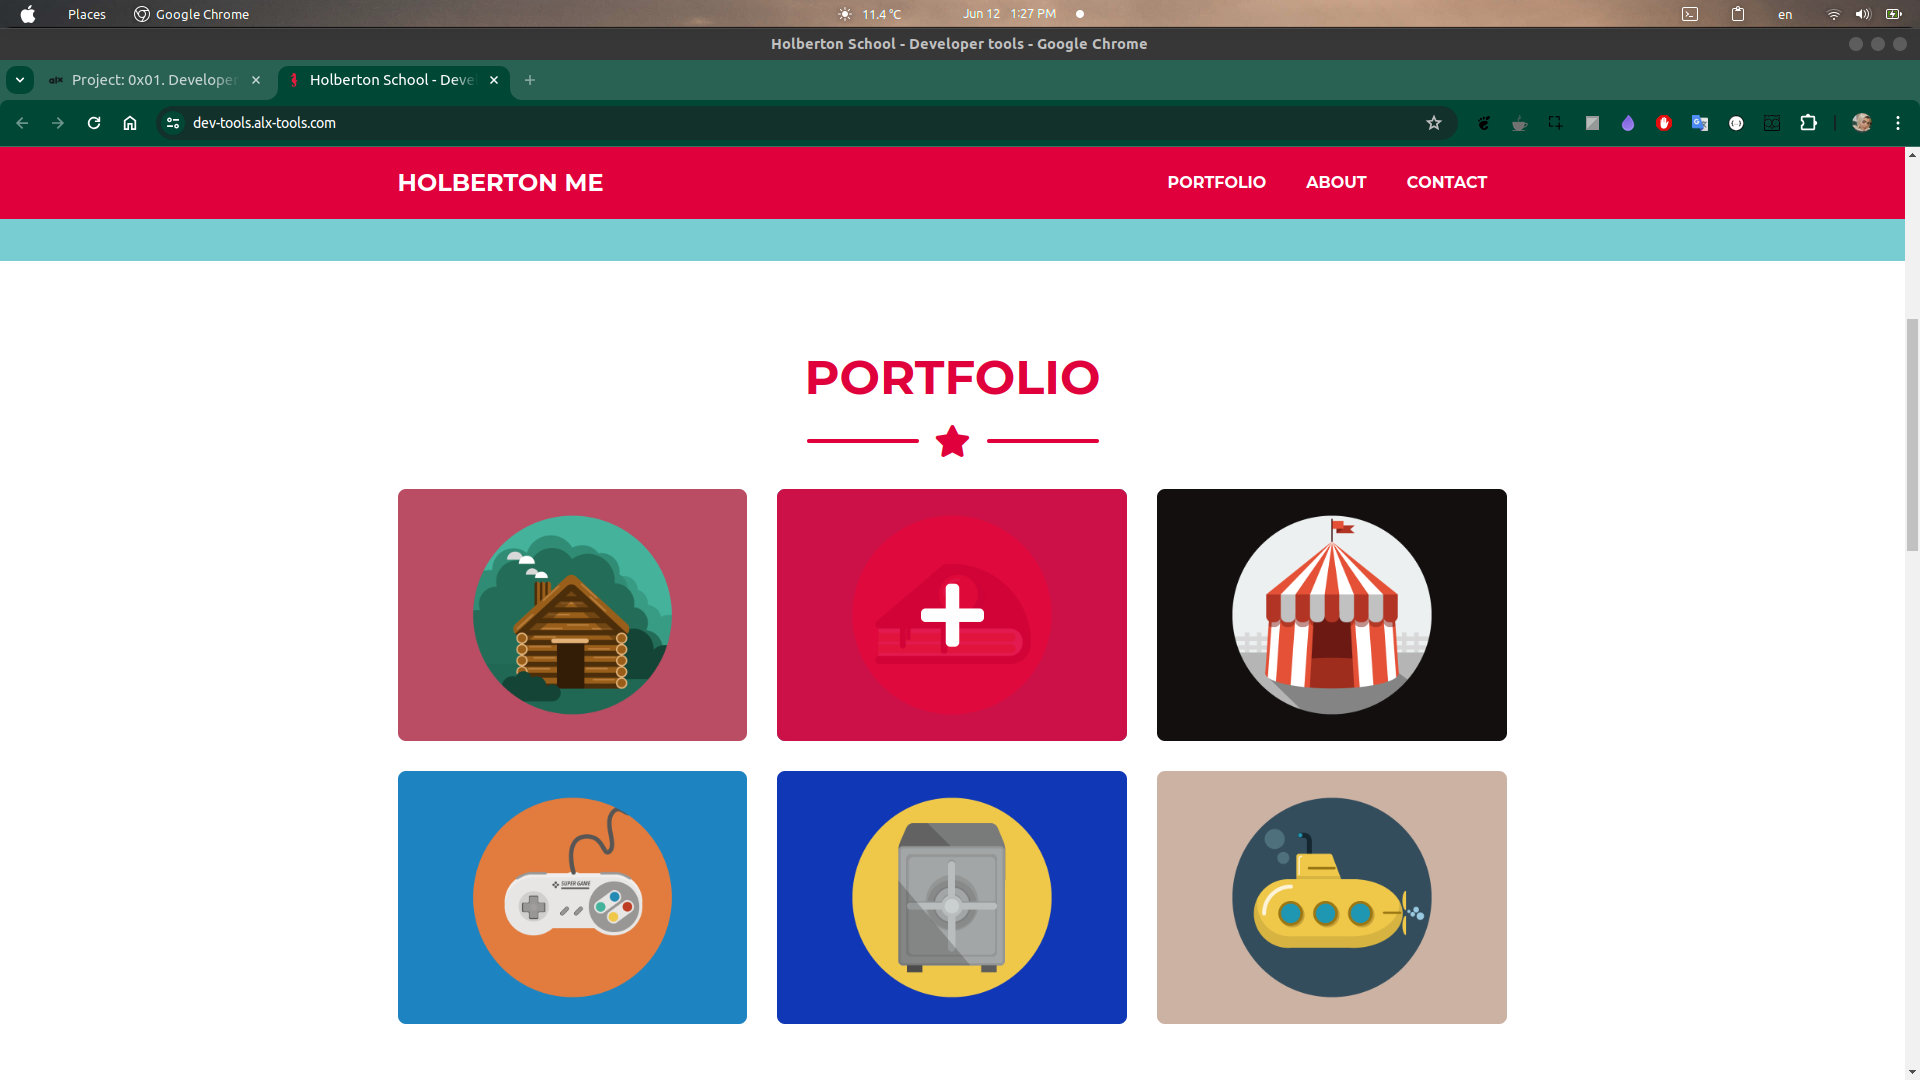 Places Google Chrome 11.4 °C Jun 12 1:27 PM en
Holberton School - Developer tools - Google Chrome
alx Project: 0x01. Developer Holberton School - Deve
dev-tools.alx-tools.com
HOLBERTON ME PORTFOLIO ABOUT CONTACT
PORTFOLIO
SUPER GAME